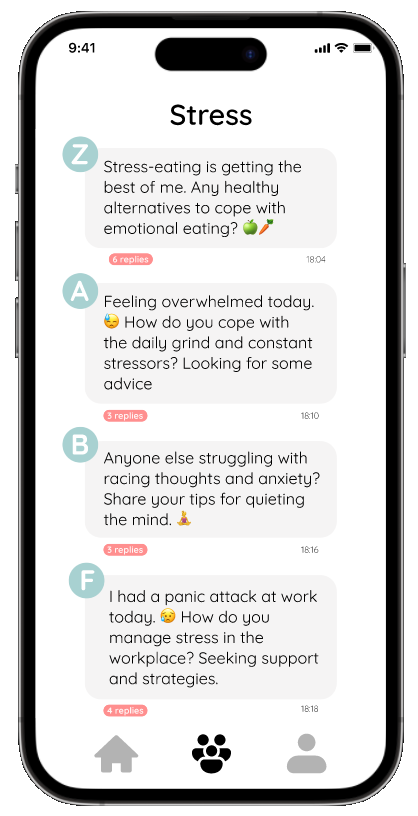 9:41
Stress
Z
Stress-eating is getting the
best of me. Any healthy
alternatives to cope with
emotional eating? 🍏🥕
6 replies 18:04
A
Feeling overwhelmed today.
😓 How do you cope with
the daily grind and constant
stressors? Looking for some
advice
3 replies 18:10
B
Anyone else struggling with
racing thoughts and anxiety?
Share your tips for quieting
the mind. 🧘
3 replies 18:16
F
I had a panic attack at work
today. 😥 How do you
manage stress in the
workplace? Seeking support
and strategies.
4 replies 18:18